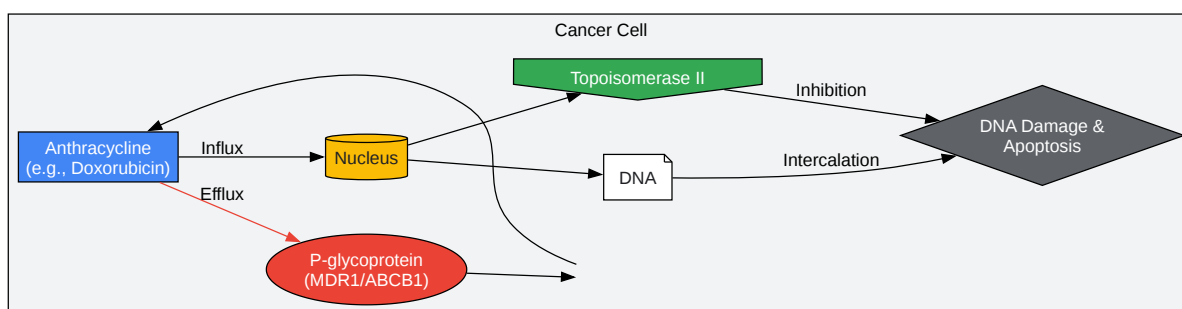 Cancer Cell
Topoisomerase II
Inhibition
DNA Damage &
Apoptosis
Anthracycline
(e.g., Doxorubicin)
Influx
Nucleus
Intercalation
DNA
Efflux
P-glycoprotein
(MDR1/ABCB1)